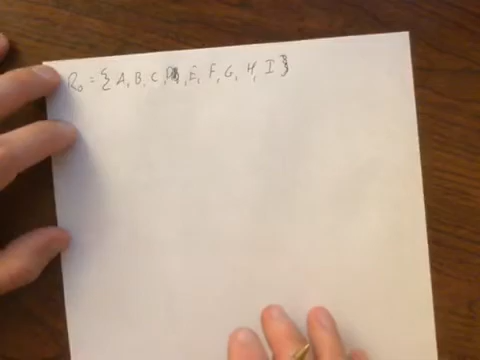 R₀ = {A, B, C, D, E, F, G, H, I}